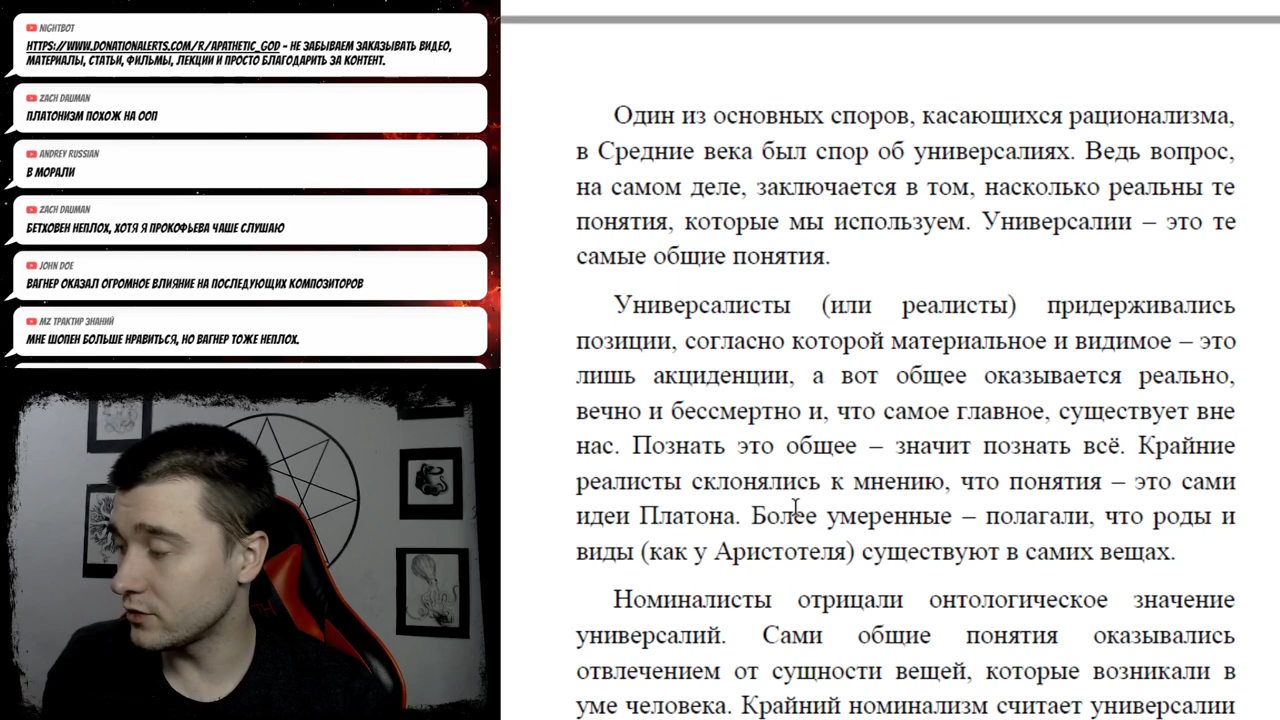 NIGHTBOT
HTTPS://WWW.DONATIONALERTS.COM/R/APATHETIC_GOD - НЕ ЗАБЫВАЕМ ЗАКАЗЫВАТЬ ВИДЕО,
МАТЕРИАЛЫ, СТАТЬИ, ФИЛЬМЫ, ЛЕКЦИИ И ПРОСТО БЛАГОДАРИТЬ ЗА КОНТЕНТ.
ZACH DAUMAN
ПЛАТОНИЗМ ПОХОЖ НА ООП
ANDREY RUSSIAN
В МОРАЛИ
ZACH DAUMAN
БЕТХОВЕН НЕПЛОХ, ХОТЯ Я ПРОКОФЬЕВА ЧАШЕ СЛУШАЮ
JOHN DOE
ВАГНЕР ОКАЗАЛ ОГРОМНОЕ ВЛИЯНИЕ НА ПОСЛЕДУЮЩИХ КОМПОЗИТОРОВ
MZ ТРАКТИР ЗНАНИЙ
МНЕ ШОПЕН БОЛЬШЕ НРАВИТЬСЯ, НО ВАГНЕР ТОЖЕ НЕПЛОХ.
Один из основных споров, касающихся рационализма,
в Средние века был спор об универсалиях. Ведь вопрос,
на самом деле, заключается в том, насколько реальны те
понятия, которые мы используем. Универсалии – это те
самые общие понятия.
Универсалисты (или реалисты) придерживались
позиции, согласно которой материальное и видимое – это
лишь акциденции, а вот общее оказывается реально,
вечно и бессмертно и, что самое главное, существует вне
нас. Познать это общее – значит познать всё. Крайние
реалисты склонялись к мнению, что понятия – это сами
идеи Платона. Более умеренные – полагали, что роды и
виды (как у Аристотеля) существуют в самих вещах.
Номиналисты отрицали онтологическое значение
универсалий. Сами общие понятия оказывались
отвлечением от сущности вещей, которые возникали в
уме человека. Крайний номинализм считает универсалии